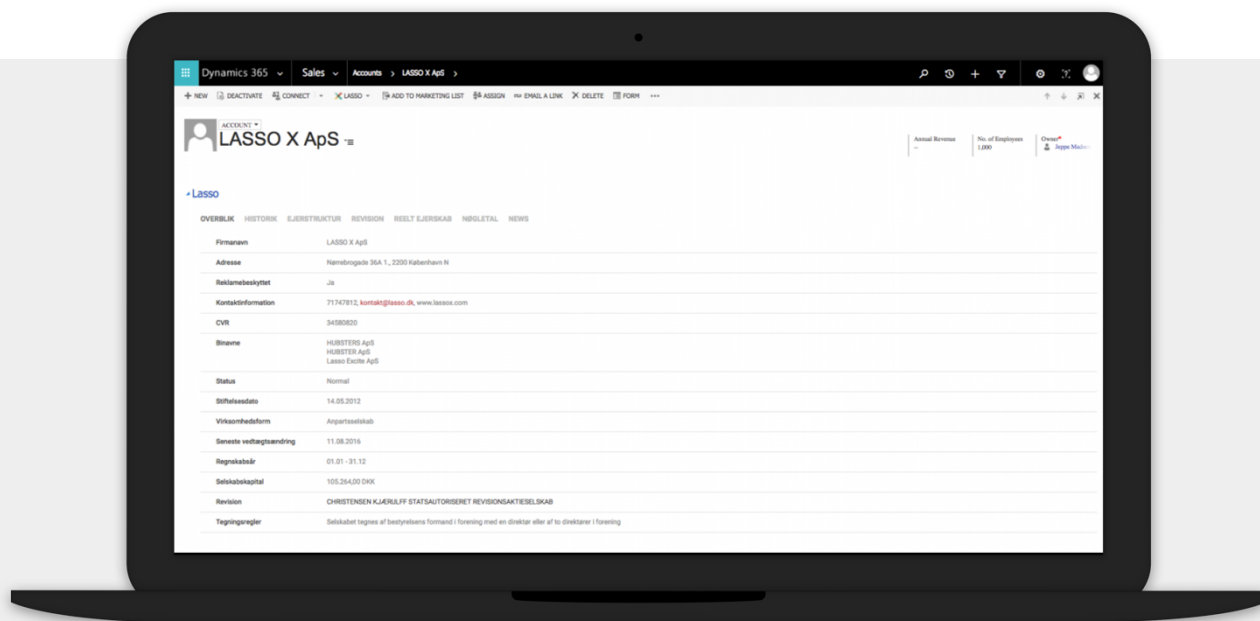 Dynamics 365 Sales Accounts > LASSO X ApS >
+ NEW DEACTIVATE CONNECT LASSO ADD TO MARKETING LIST ASSIGN EMAIL A LINK DELETE FORM ...
ACCOUNT
LASSO X ApS
Annual Revenue No. of Employees Owner*
-- 1,000 Jeppe
Lasso
OVERBLIK HISTORIK EJERSTRUKTUR REVISION REELT EJERSKAB NØGLETAL NEWS
Firmanavn LASSO X ApS
Adresse Nørrebrogade 36A 1., 2200 København N
Reklamebeskyttet Ja
Kontaktinformation 71747812, kontakt@lasso.dk, www.lassox.com
CVR 34580820
Binavne HUBSTERS ApS
HUBSTER ApS
Lasso Excite ApS
Status Normal
Stiftelsesdato 14.05.2012
Virksomhedsform Anpartsselskab
Seneste vedtægtsændring 11.08.2016
Regnskabsår 01.01 - 31.12
Selskabskapital 105.264,00 DKK
Revision CHRISTENSEN KJÆRULFF STATSAUTORISERET REVISIONSAKTIESELSKAB
Tegningsregler Selskabet tegnes af bestyrelsens formand i forening med en direktør eller af to direktører i forening